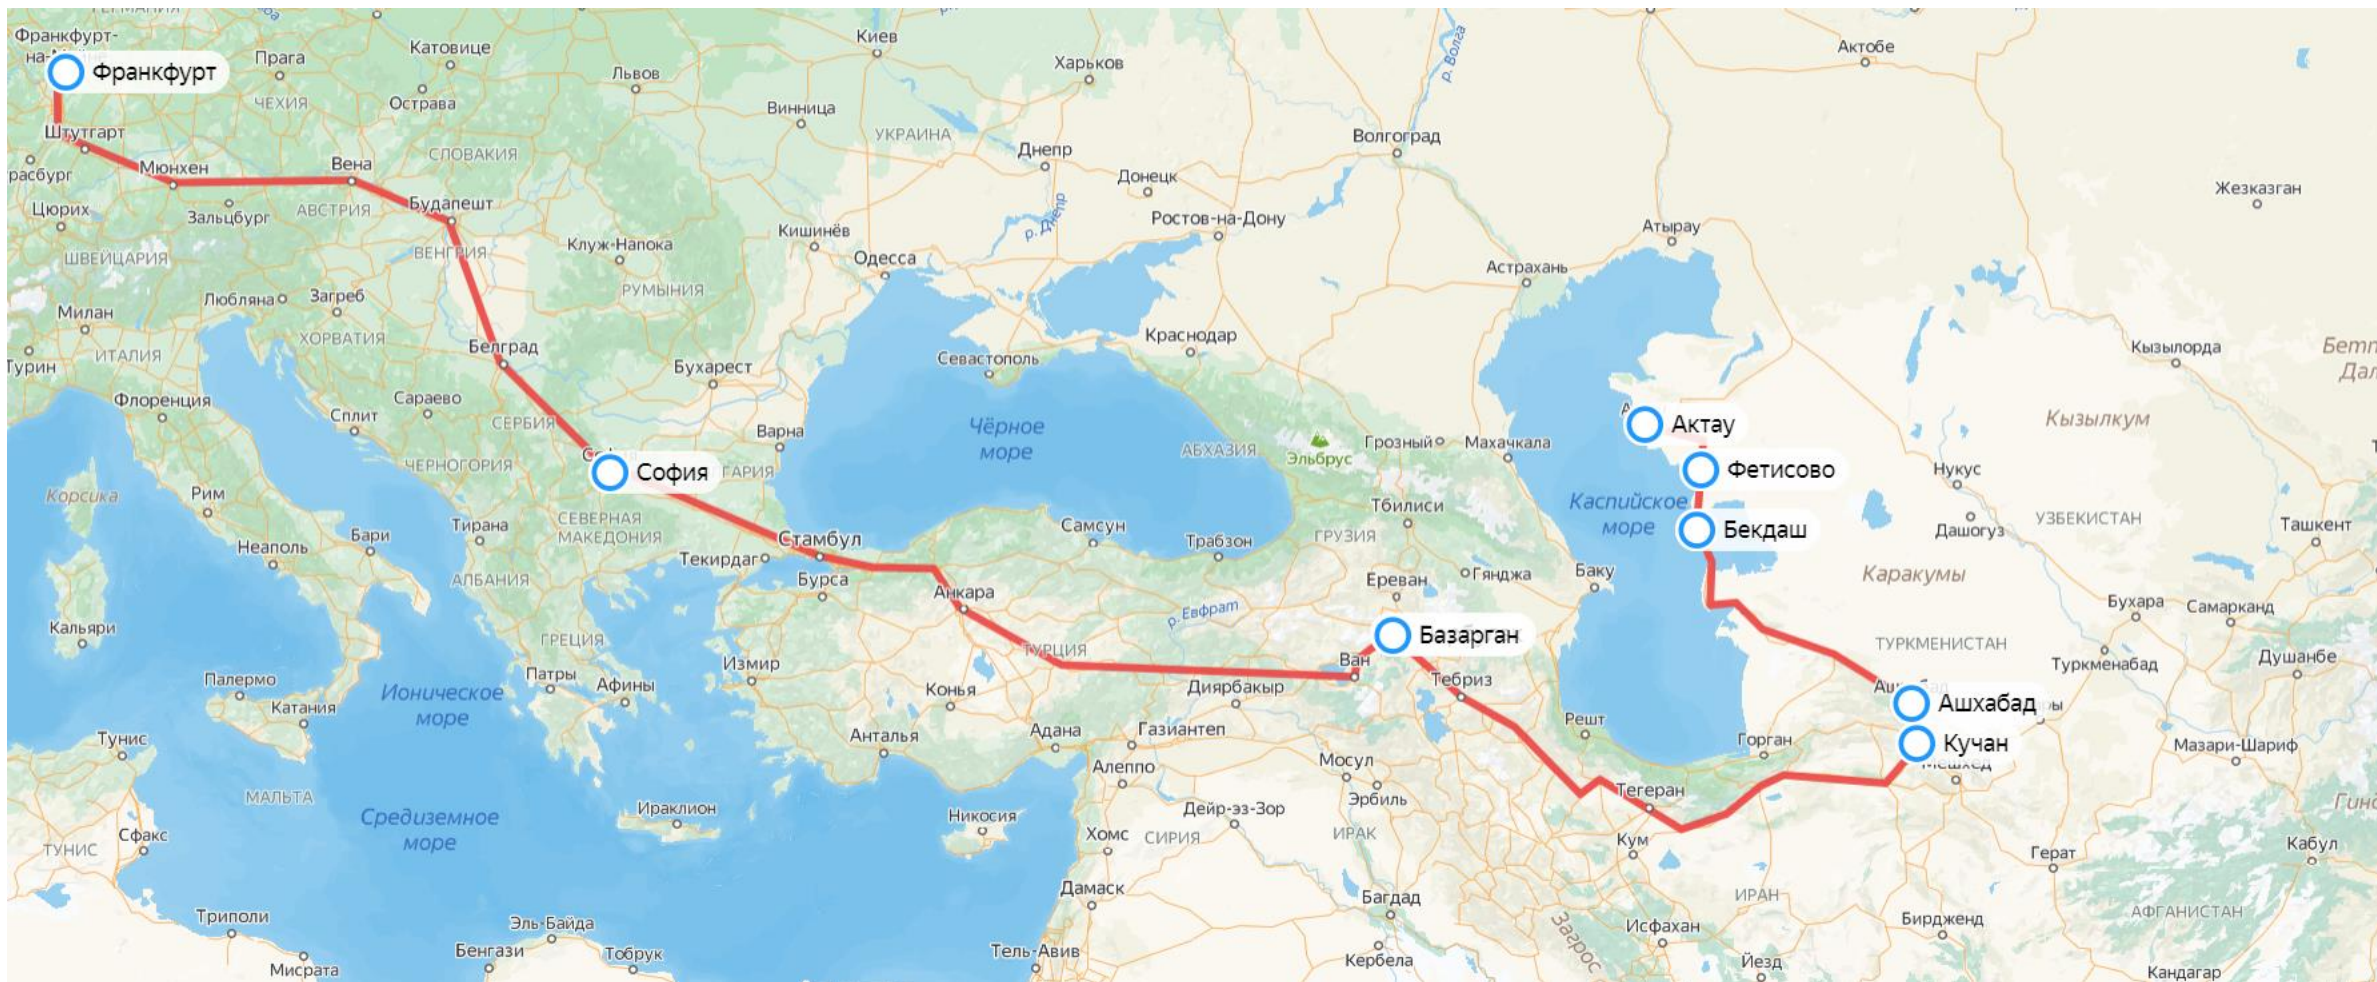 Франкфурт-
Франкфурт
Прага
Катовице
Киев
Харьков
р. Волга
Актобе
ЧЕХИЯ
Острава
Львов
Винница
УКРАИНА
Штутгарт
Мюнхен
Вена
СЛОВАКИЯ
Днепр
Волгоград
Донецк
Жезказган
Цюрих
Зальцбург
АВСТРИЯ
Будапешт
Клуж-Напока
Кишинёв
р. Днепр
Ростов-на-Дону
Атырау
ШВЕЙЦАРИЯ
ВЕНГРИЯ
Одесса
Астрахань
РУМЫНИЯ
Любляна
Загреб
Милан
ХОРВАТИЯ
Белград
Севастополь
Краснодар
Кызылорда
ИТАЛИЯ
Турин
Бухарест
Флоренция
Сплит
Сараево
СЕРБИЯ
Варна
Чёрное
море
АБХАЗИЯ
Эльбрус
Грозный
Махачкала
Актау
Кызылкум
ЧЕРНОГОРИЯ
София
ГАРИЯ
Фетисово
Нукус
Корсика
Рим
Каспийское
море
Бекдаш
Тирана
СЕВЕРНАЯ
МАКЕДОНИЯ
Самсун
Тбилиси
Дашогуз
УЗБЕКИСТАН
Ташкент
Бари
Неаполь
Стамбул
Текирдаг
Трабзон
ГРУЗИЯ
АЛБАНИЯ
Бурса
Анкара
Ереван
Гянджа
Баку
Каракумы
р. Евфрат
Бухара
Самарканд
Кальяри
ГРЕЦИЯ
ТУРЦИЯ
Базарган
ТУРКМЕНИСТАН
Измир
Ван
Туркменабад
Душанбе
Палермо
Ионическое
море
Патры
Афины
Конья
Диярбакыр
Тебриз
Ашхабад
Катания
Тунис
Анталья
Адана
Газиантеп
Решт
Горган
Кучан
Мешхед
Мазари-Шариф
Алеппо
Мосул
Эрбиль
Тегеран
МАЛЬТА
Средиземное
море
Ираклион
Никосия
Дейр-эз-Зор
Сфакс
ТУНИС
Хомс
СИРИЯ
ИРАК
Кум
Герат
Кабул
Дамаск
Багдад
ИРАН
Триполи
Эль-Байда
Загрос
Исфахан
Бирдженд
АФГАНИСТАН
Мисрата
Бенгази
Тобрук
Тель-Авив
Кербела
Йезд
Кандагар